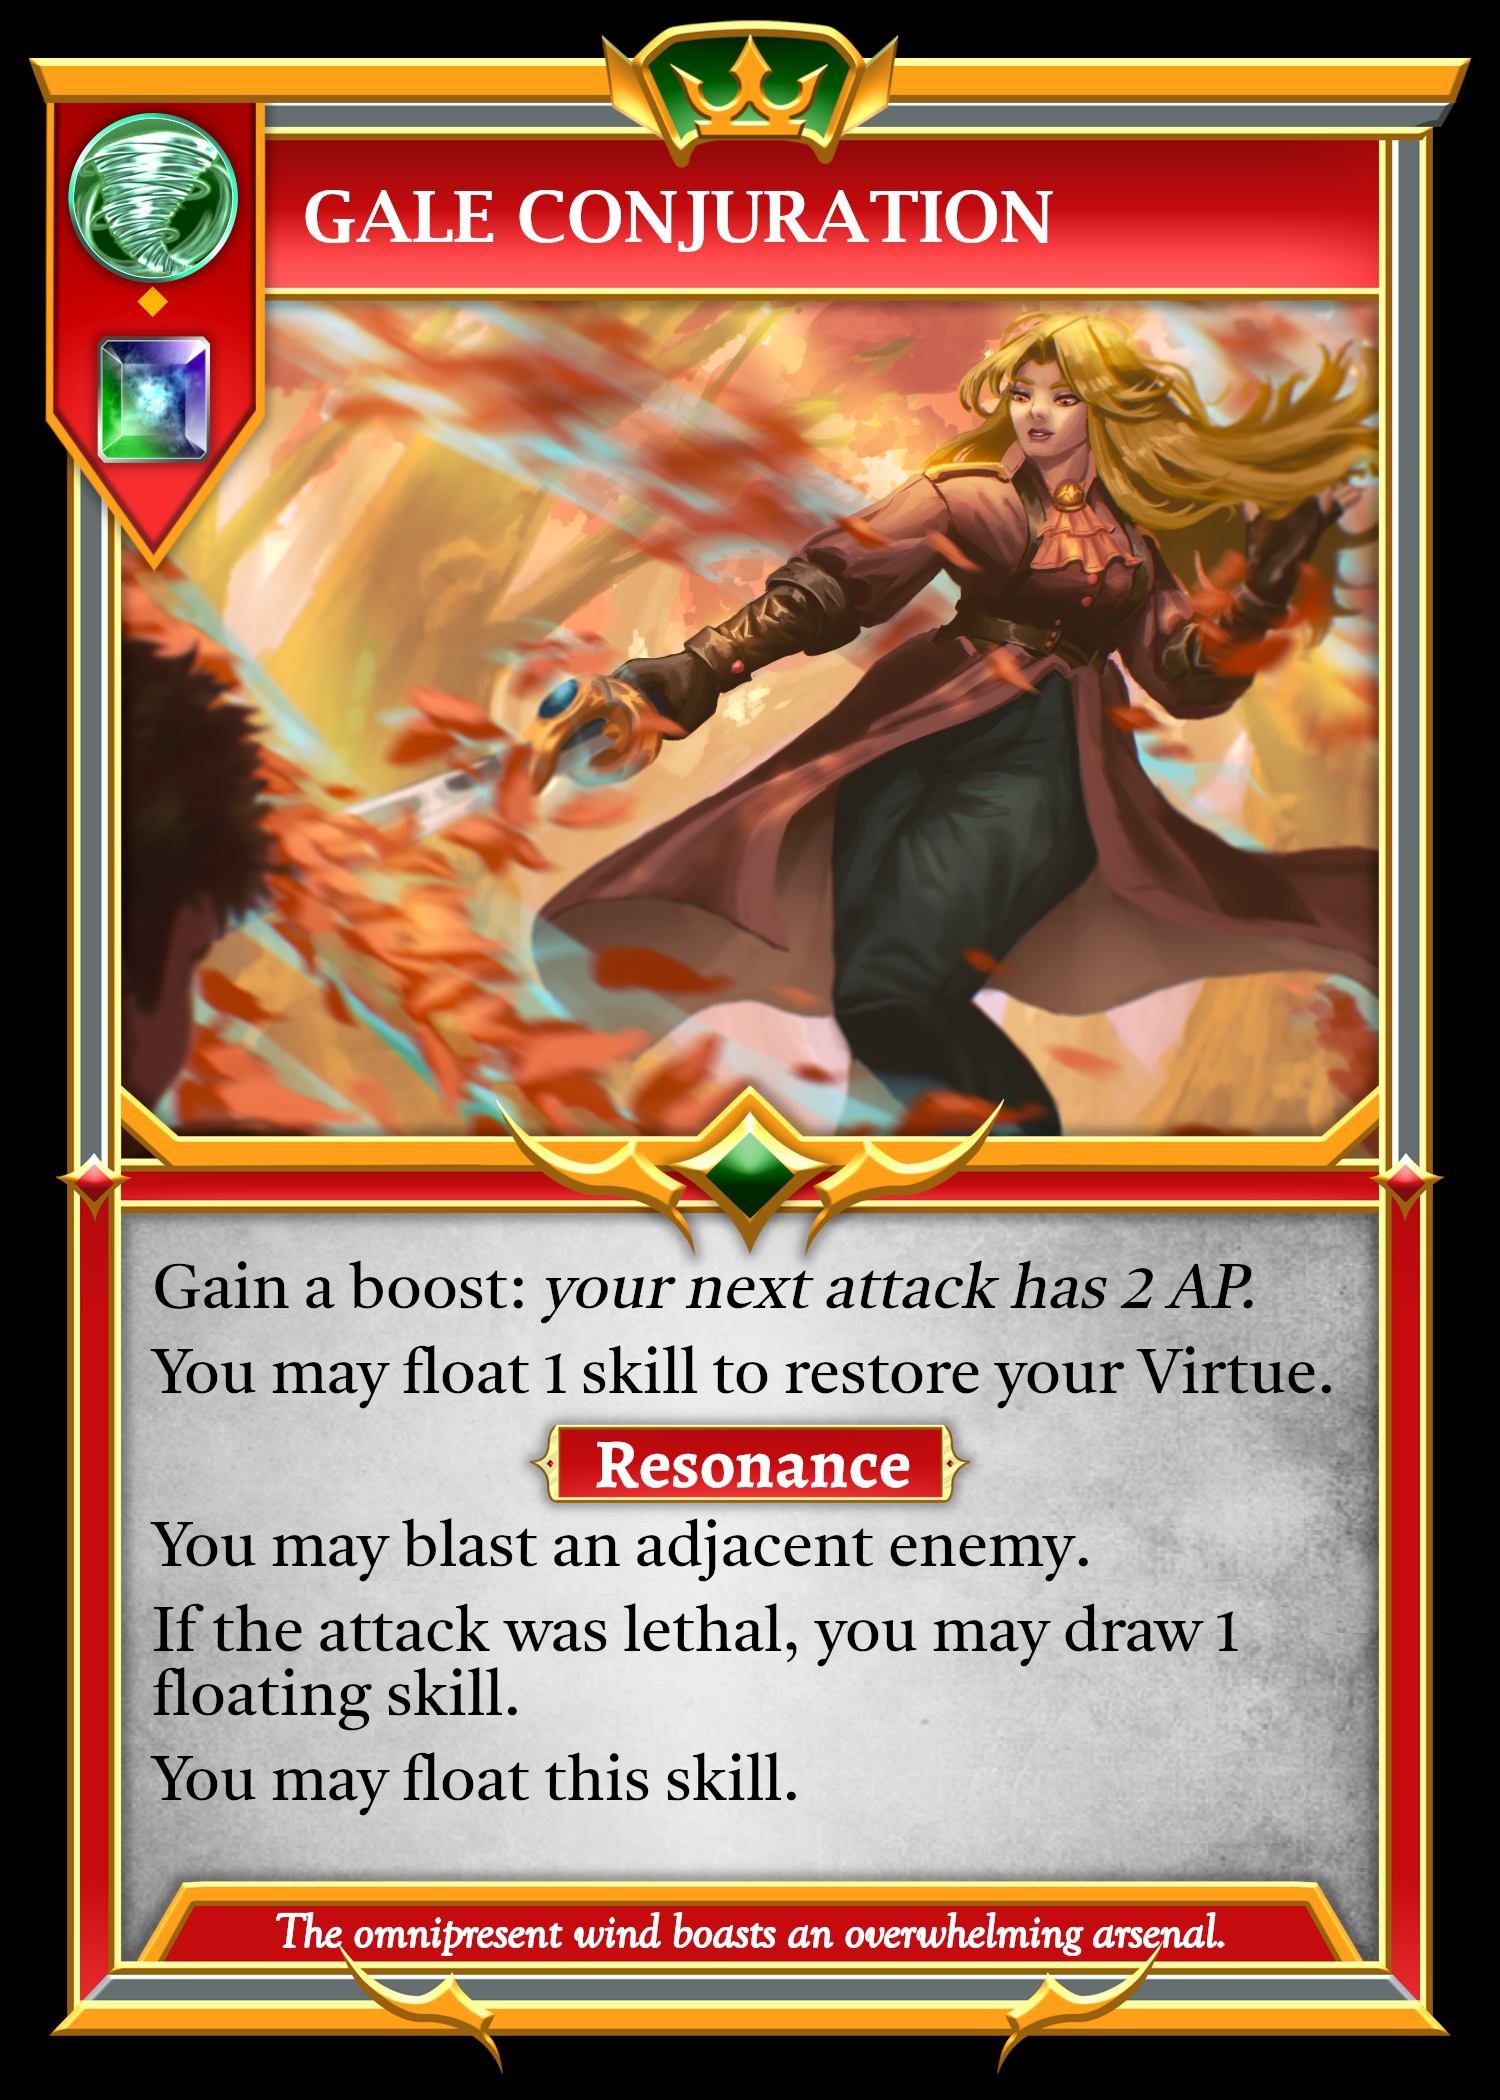 GALE CONJURATION
Gain a boost: your next attack has 2 AP.
You may float 1 skill to restore your Virtue.
Resonance
You may blast an adjacent enemy.
If the attack was lethal, you may draw 1
floating skill.
You may float this skill.
The omnipresent wind boasts an overwhelming arsenal.